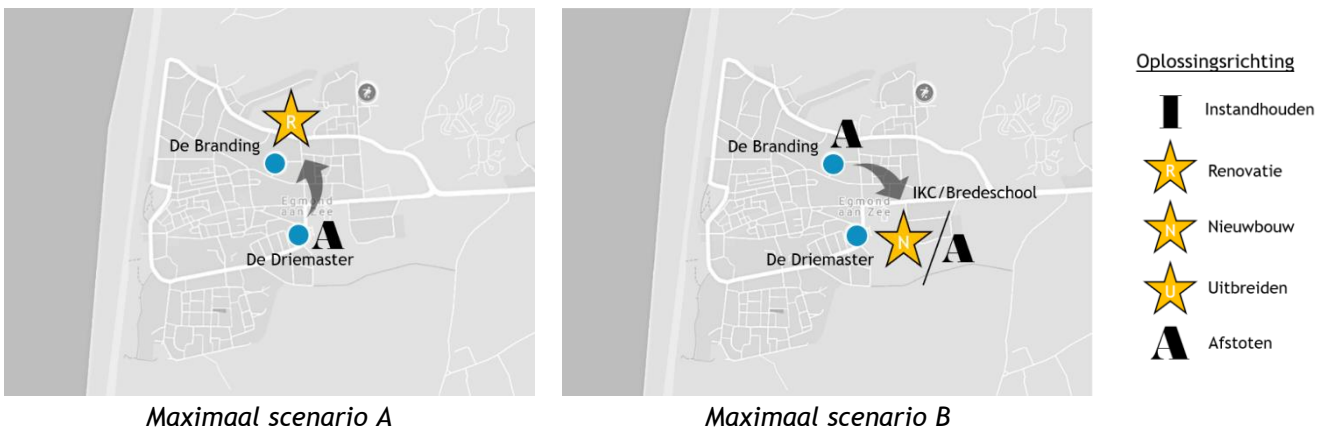 R
De Branding
Egmond
aan Zee
A
De Driemaster
Maximaal scenario A
A
De Branding
IKC/Bredeschool
Egmond
aan Zee
De Driemaster
N
/
A
Maximaal scenario B
Oplossingsrichting
I Instandhouden
R Renovatie
N Nieuwbouw
U Uitbreiden
A Afstoten